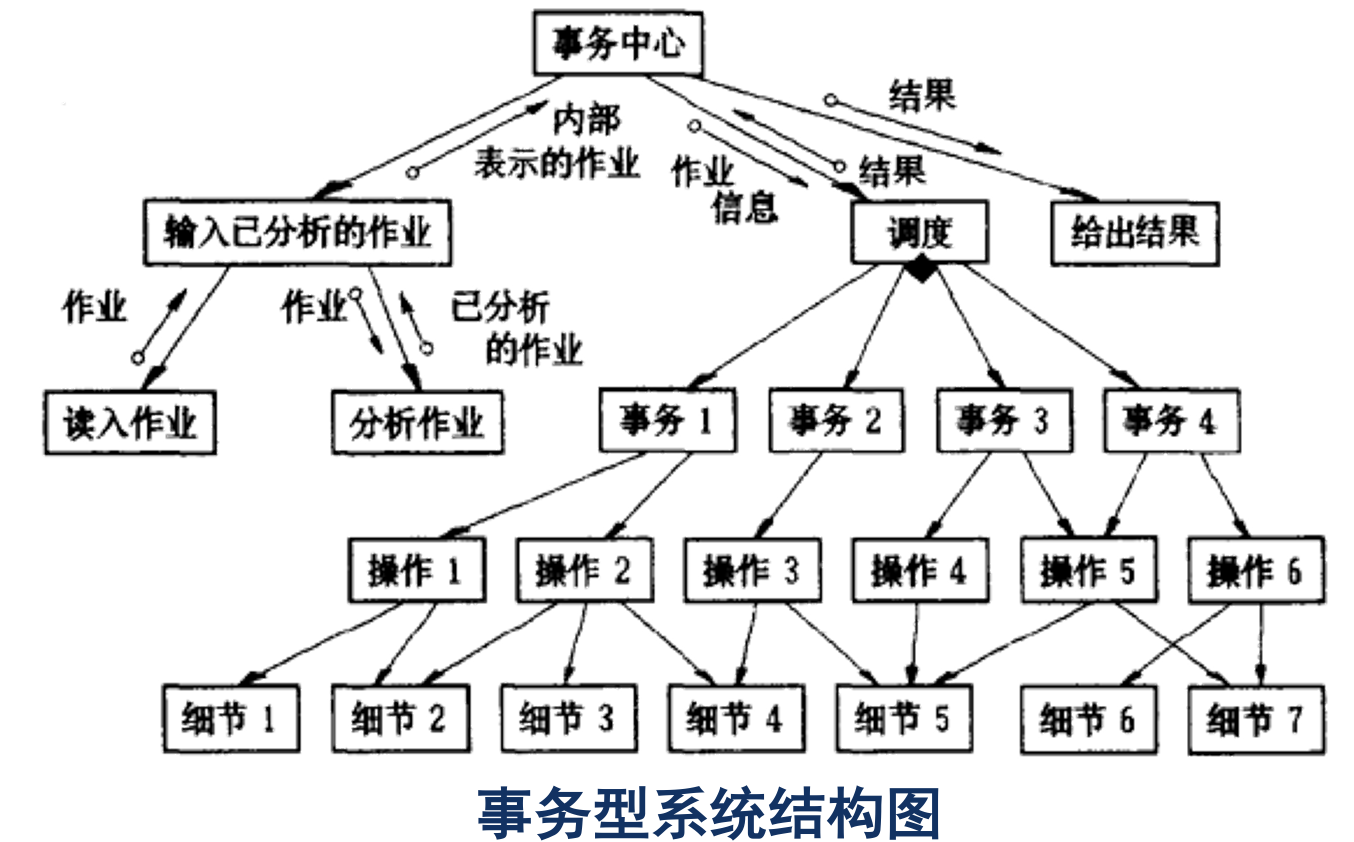 事务中心
结果
内部
表示的作业
作业
信息
结果
输入已分析的作业
调度
给出结果
作业
作业
已分析
的作业
读入作业
分析作业
事务 1
事务 2
事务 3
事务 4
操作 1
操作 2
操作 3
操作 4
操作 5
操作 6
细节 1
细节 2
细节 3
细节 4
细节 5
细节 6
细节 7
事务型系统结构图